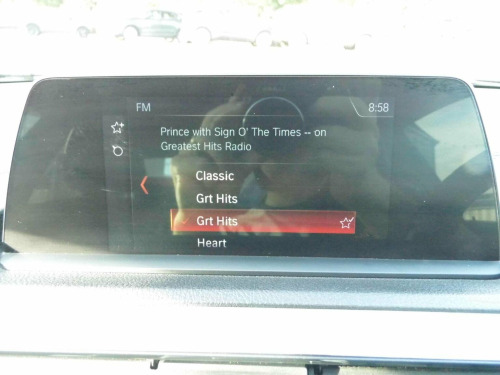 FM
8:58
Prince with Sign O' The Times -- on
Greatest Hits Radio
Classic
Grt Hits
Grt Hits
Heart